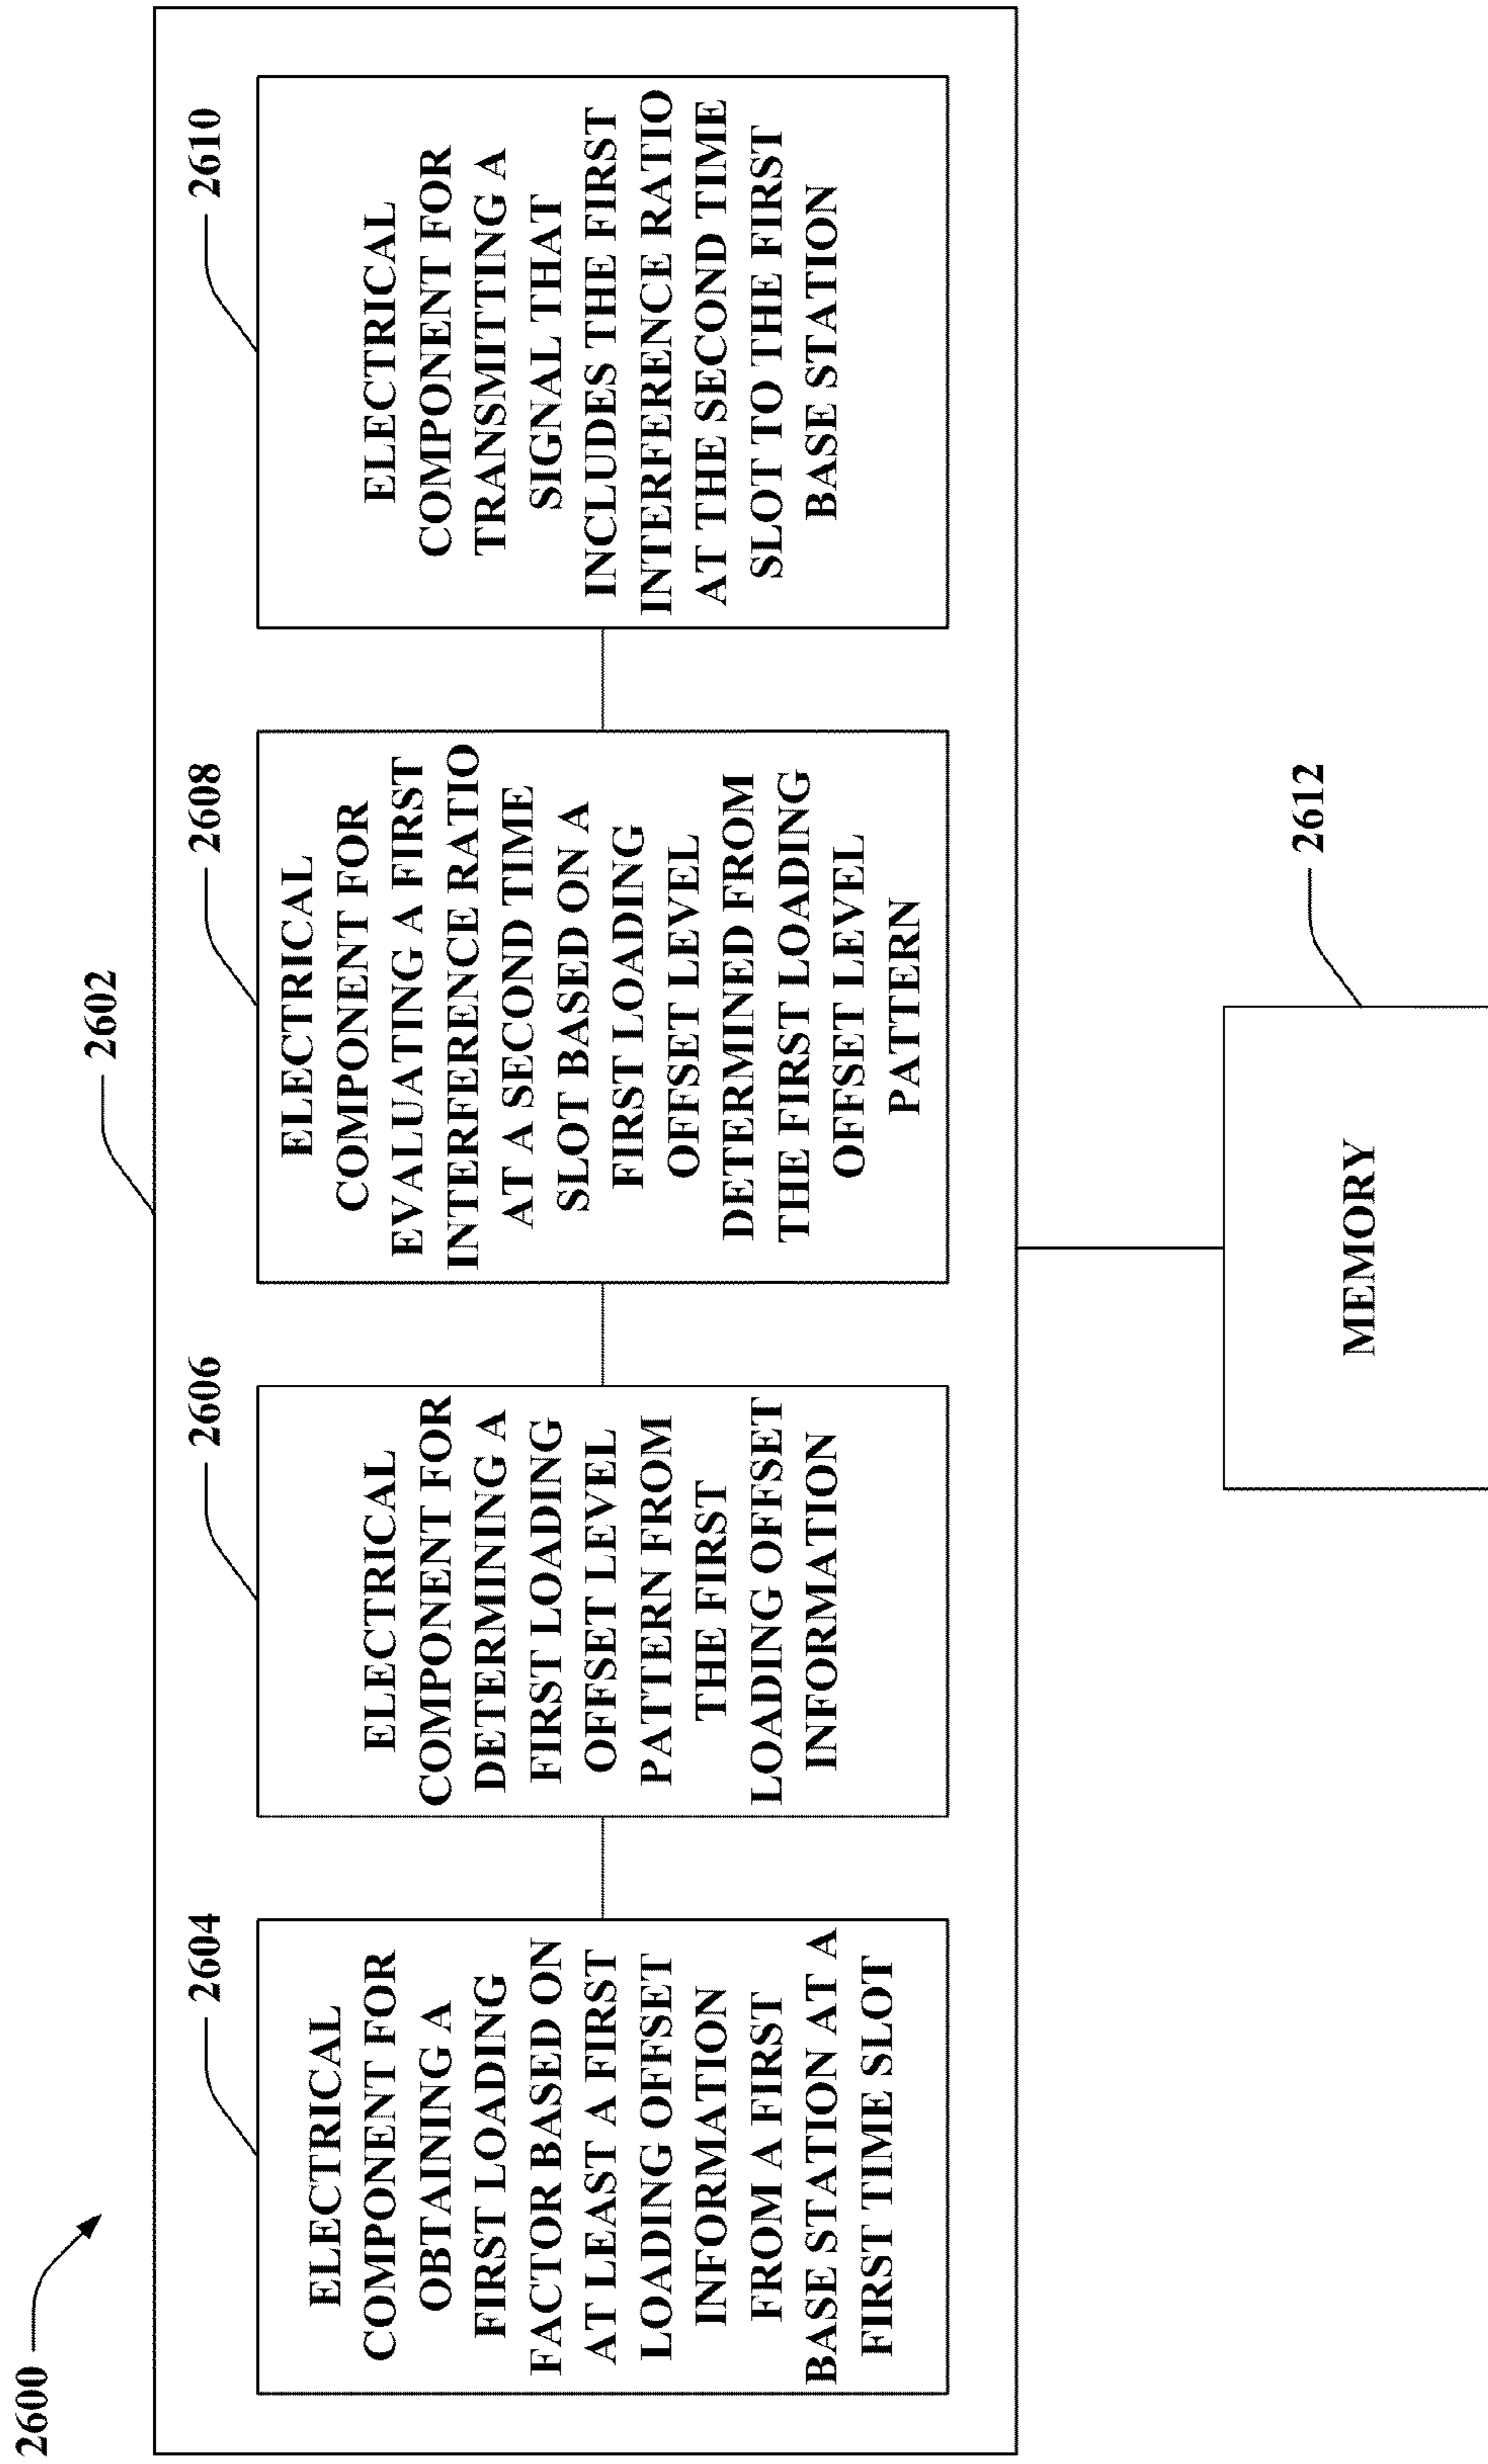 2600
2602
2604
ELECTRICAL
COMPONENT FOR
OBTAINING A
FIRST LOADING
FACTOR BASED ON
AT LEAST A FIRST
LOADING OFFSET
INFORMATION
FROM A FIRST
BASE STATION AT A
FIRST TIME SLOT
2606
ELECTRICAL
COMPONENT FOR
DETERMINING A
FIRST LOADING
OFFSET LEVEL
PATTERN FROM
THE FIRST
LOADING OFFSET
INFORMATION
2608
ELECTRICAL
COMPONENT FOR
EVALUATING A FIRST
INTERFERENCE RATIO
AT A SECOND TIME
SLOT BASED ON A
FIRST LOADING
OFFSET LEVEL
DETERMINED FROM
THE FIRST LOADING
OFFSET LEVEL
PATTERN
2610
ELECTRICAL
COMPONENT FOR
TRANSMITTING A
SIGNAL THAT
INCLUDES THE FIRST
INTERFERENCE RATIO
AT THE SECOND TIME
SLOT TO THE FIRST
BASE STATION
2612
MEMORY